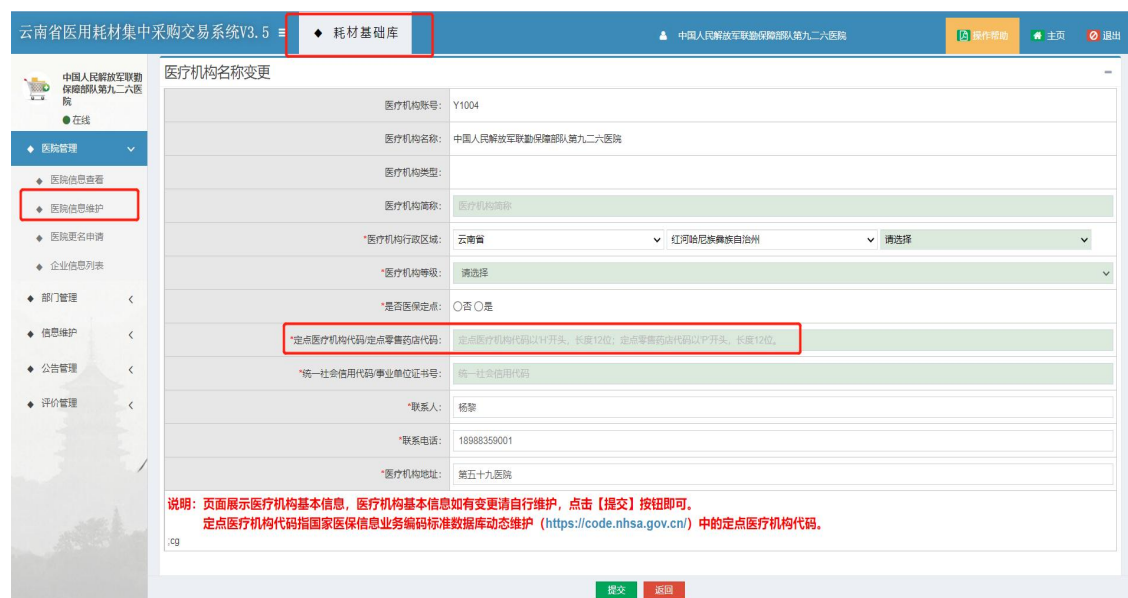 云南省医用耗材集中采购交易系统V3.5
耗材基础库
中国人民解放军联勤保障部队第九二六医院
操作帮助
主页
退出
中国人民解放军联勤
保障部队第九二六医
院
在线
医院管理
医院信息查看
医院信息维护
医院更名申请
企业信息列表
部门管理
信息维护
公告管理
评价管理
医疗机构名称变更
医疗机构账号： Y1004
医疗机构名称： 中国人民解放军联勤保障部队第九二六医院
医疗机构类型：
医疗机构简称： 医疗机构简称
*医疗机构行政区域： 云南省 红河哈尼族彝族自治州 请选择
*医疗机构等级： 请选择
*是否医保定点： 否 是
*定点医疗机构代码/定点零售药店代码： 定点医疗机构代码以'H'开头，长度12位；定点零售药店代码以'P'开头，长度12位。
*统一社会信用代码/事业单位证书号： 统一社会信用代码
*联系人： 杨黎
*联系电话： 18988359001
*医疗机构地址： 第五十九医院
说明：页面展示医疗机构基本信息，医疗机构基本信息如有变更请自行维护，点击【提交】按钮即可。
定点医疗机构代码指国家医保信息业务编码标准数据库动态维护（https://code.nhsa.gov.cn/）中的定点医疗机构代码。
;cg
提交 返回